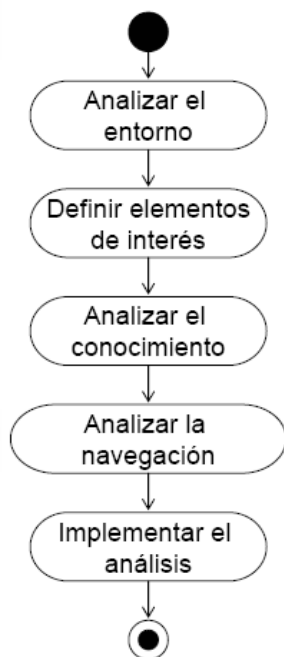 Analizar el
entorno
Definir elementos
de interés
Analizar el
conocimiento
Analizar la
navegación
Implementar el
análisis